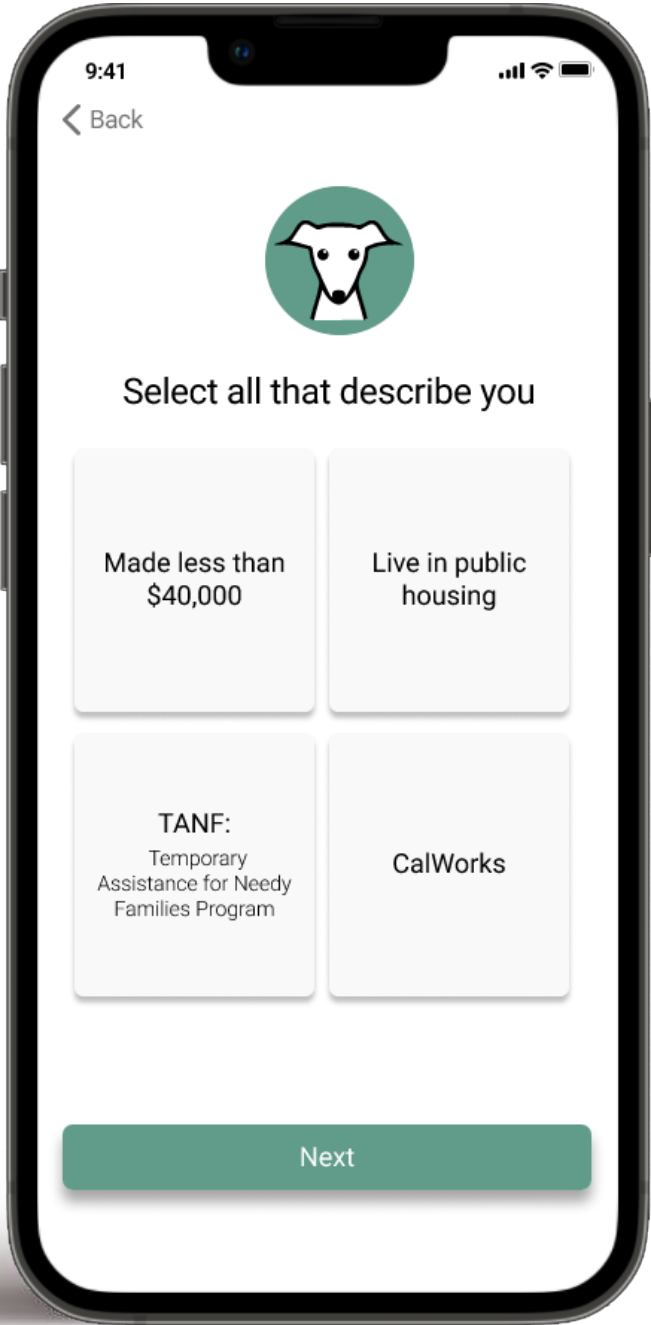 9:41
Back
Select all that describe you
Made less than
$40,000
Live in public
housing
TANF:
Temporary
Assistance for Needy
Families Program
CalWorks
Next